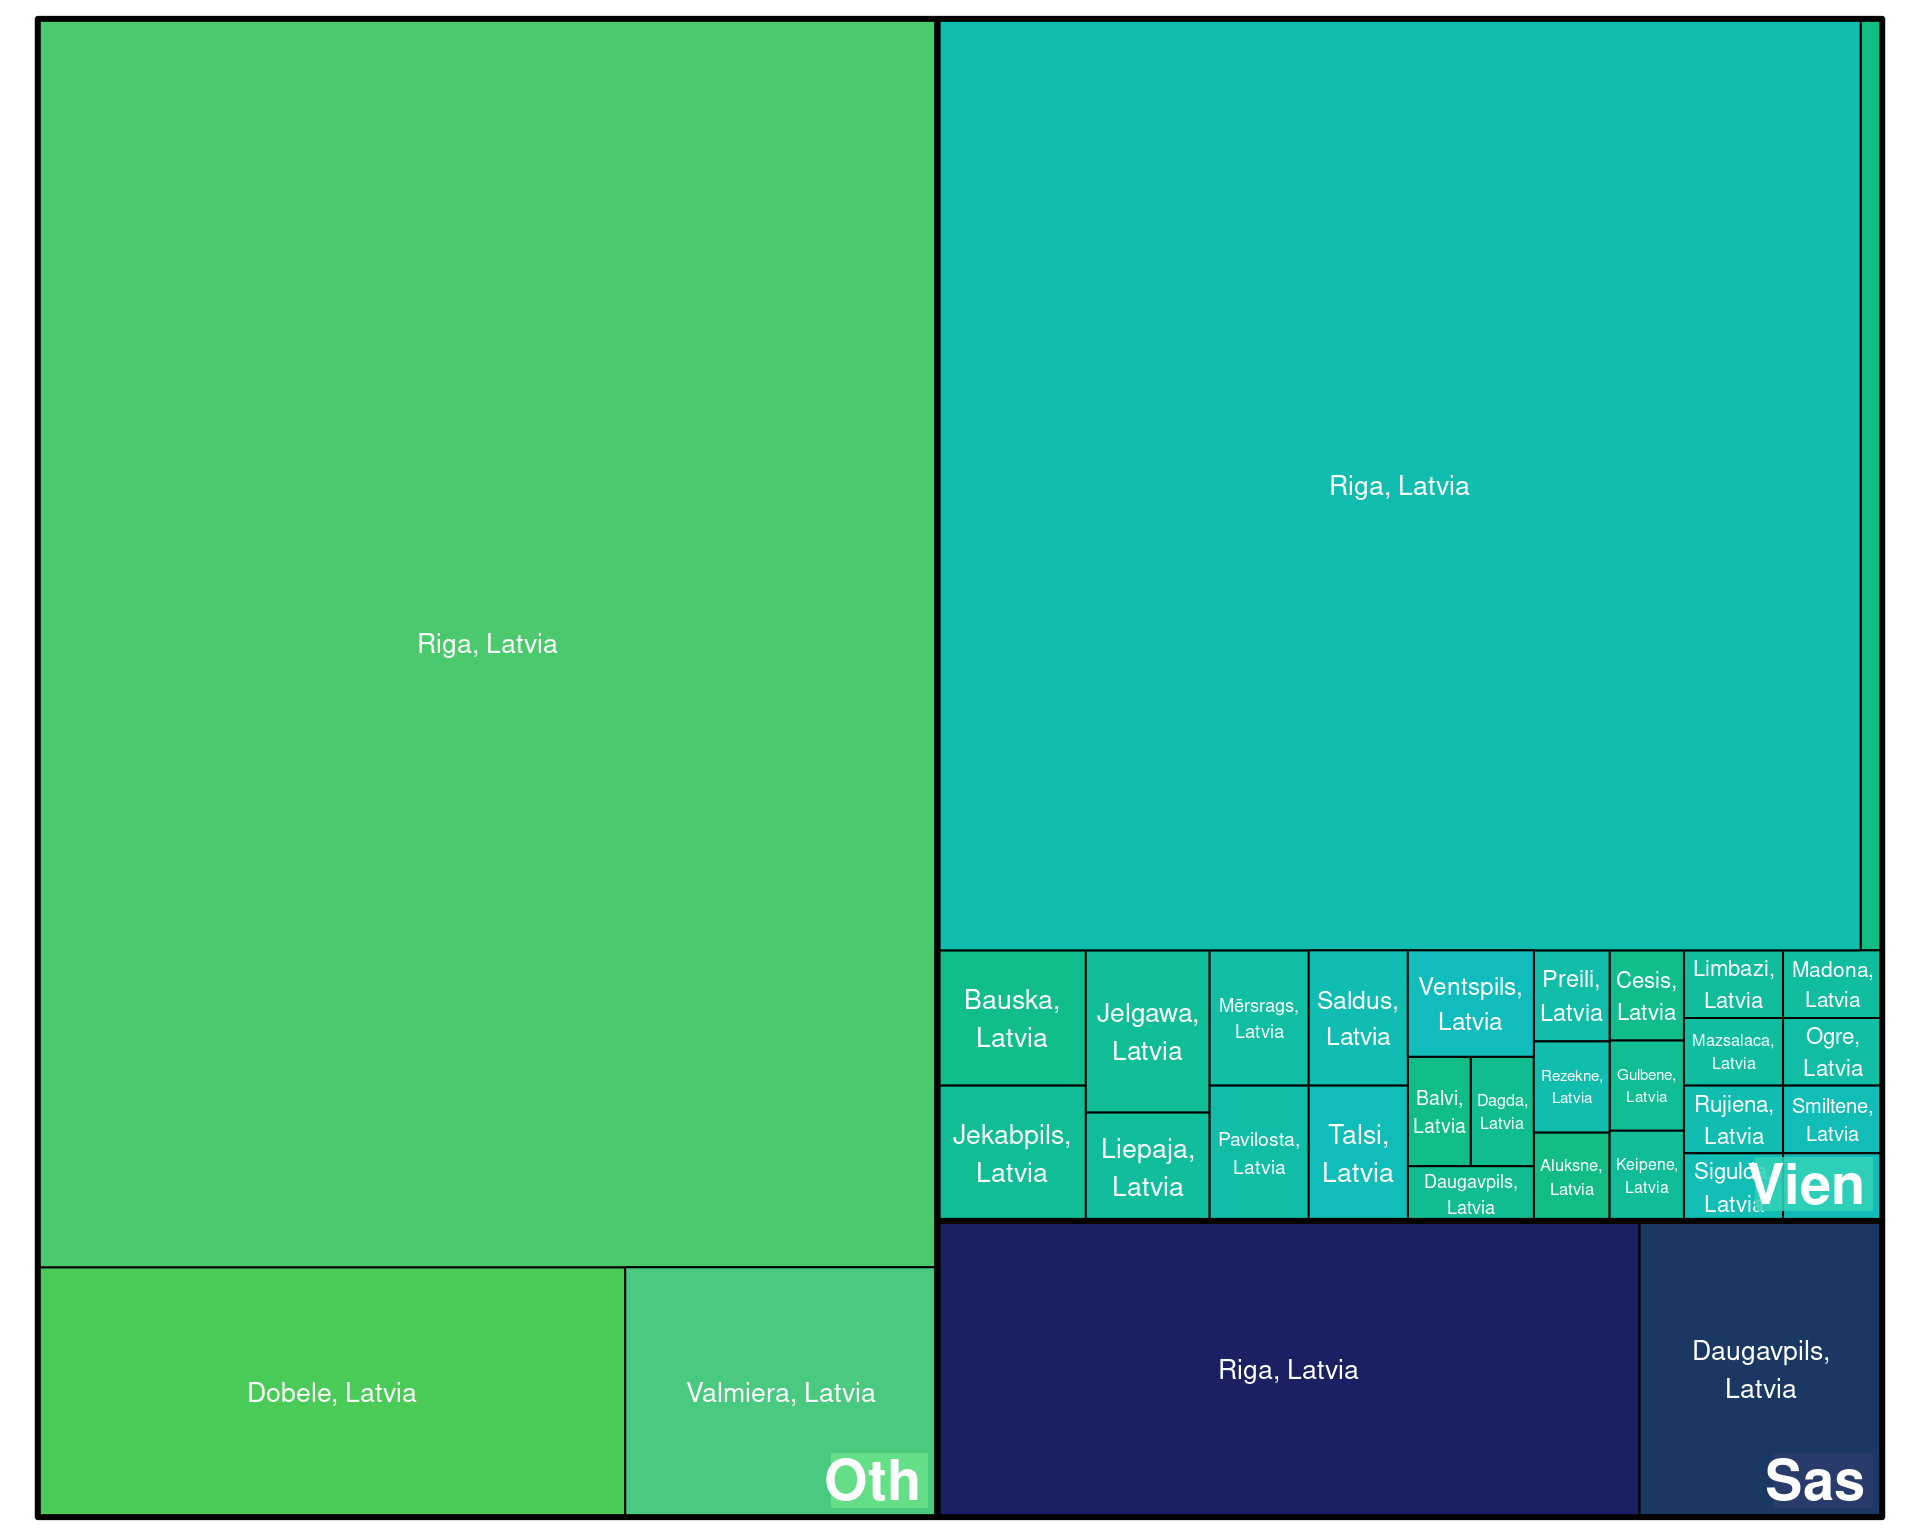 Riga, Latvia
Dobele, Latvia
Valmiera, Latvia
Oth
Riga, Latvia
Bauska,
Latvia
Jekabpils,
Latvia
Jelgawa,
Latvia
Liepaja,
Latvia
Mērsrags,
Latvia
Pavilosta,
Latvia
Saldus,
Latvia
Talsi,
Latvia
Ventspils,
Latvia
Balvi,
Latvia
Dagda,
Latvia
Daugavpils,
Latvia
Preili,
Latvia
Rezekne,
Latvia
Aluksne,
Latvia
Cesis,
Latvia
Gulbene,
Latvia
Keipene,
Latvia
Limbazi,
Latvia
Mazsalaca,
Latvia
Rujiena,
Latvia
Latvia
Madona,
Latvia
Ogre,
Latvia
Smiltene,
Latvia
Vien
Riga, Latvia
Daugavpils,
Latvia
Sas